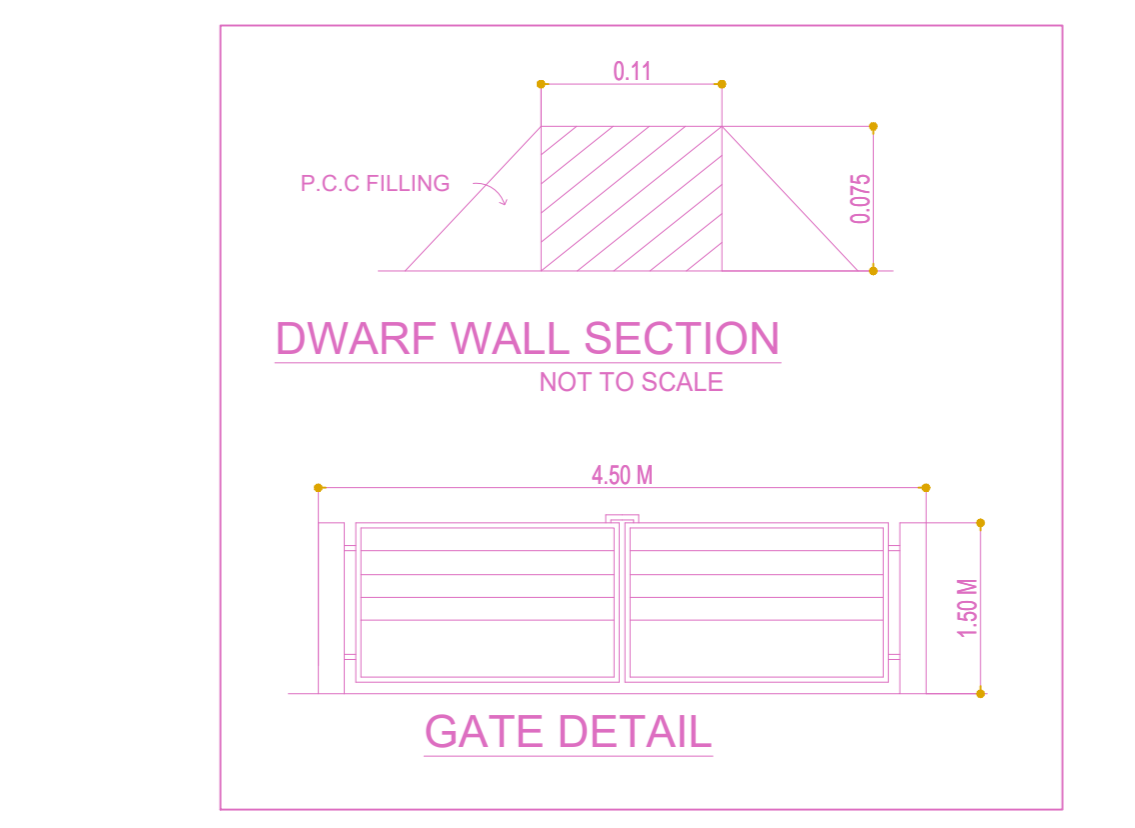 0.11
P.C.C FILLING
0.075
DWARF WALL SECTION
NOT TO SCALE
4.50 M
1.50 M
GATE DETAIL